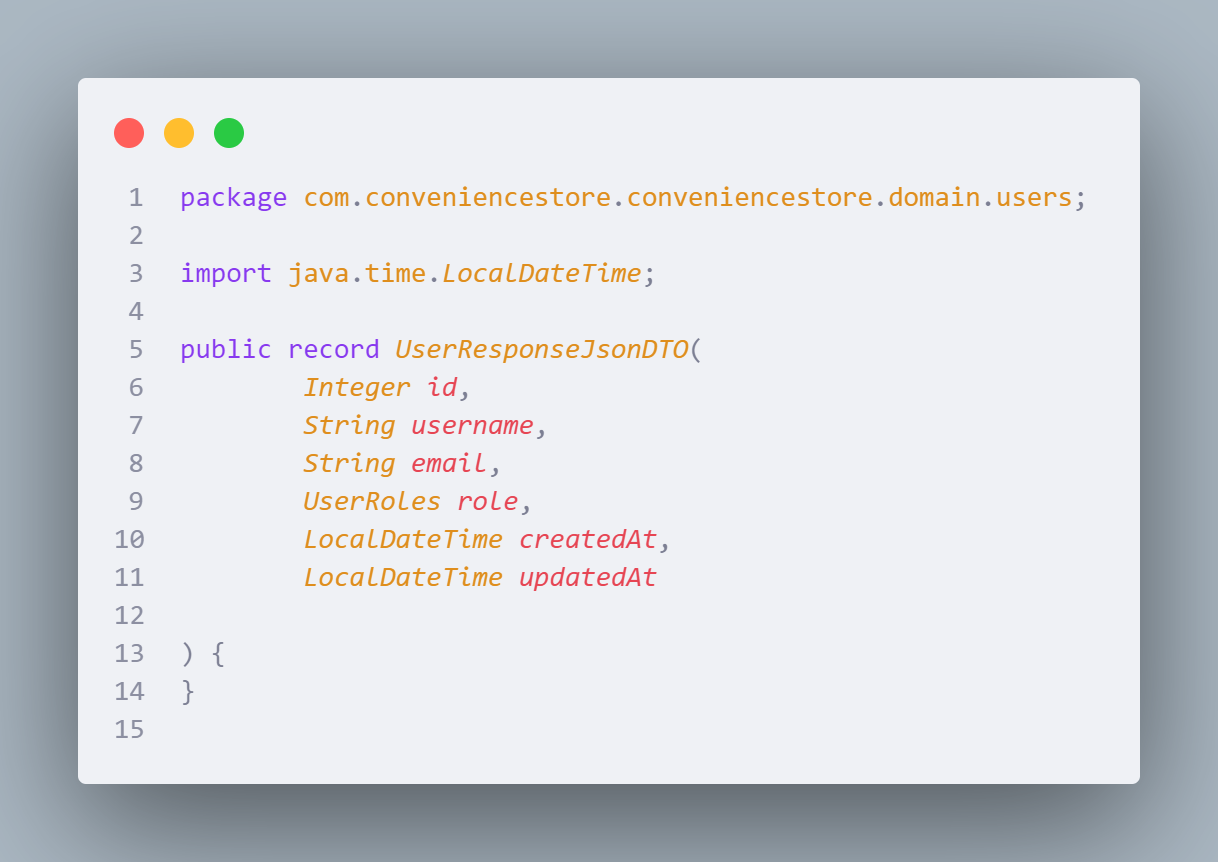 1 package com.conveniencestore.conveniencestore.domain.users;
2
3 import java.time.LocalDateTime;
4
5 public record UserResponseJsonDTO(
6         Integer id,
7         String username,
8         String email,
9         UserRoles role,
10         LocalDateTime createdAt,
11         LocalDateTime updatedAt
12
13 ) {
14 }
15